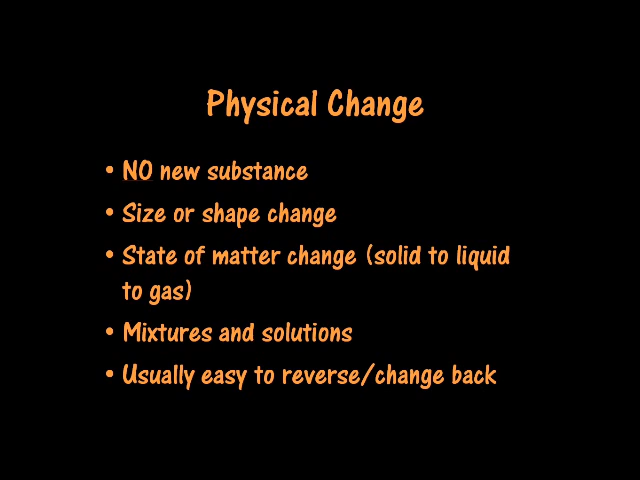 Physical Change
• NO new substance
• Size or shape change
• State of matter change (solid to liquid
to gas)
• Mixtures and solutions
• Usually easy to reverse/change back